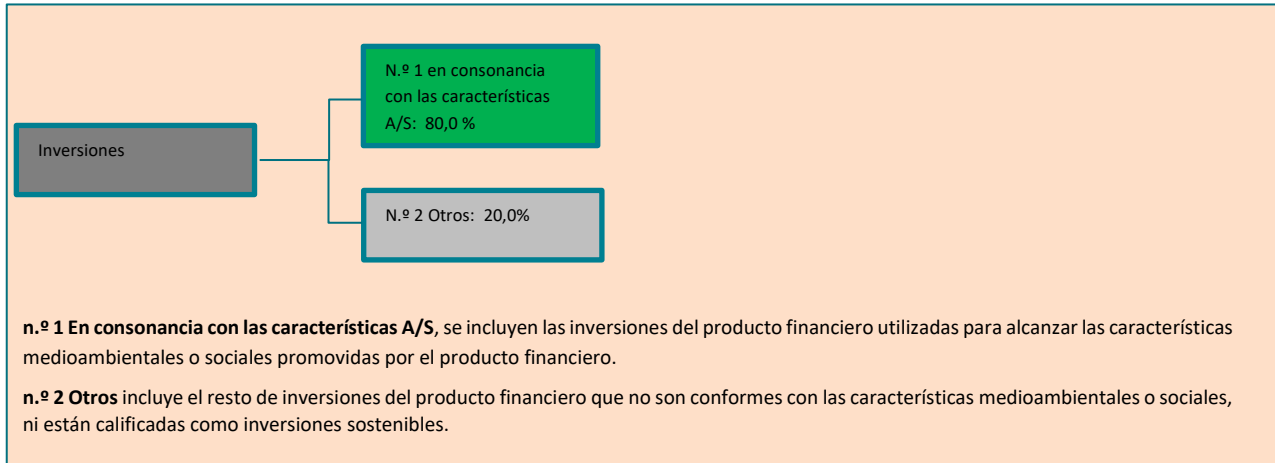 N.º 1 en consonancia
con las características
A/S: 80,0 %
Inversiones
N.º 2 Otros: 20,0%
n.º 1 En consonancia con las características A/S, se incluyen las inversiones del producto financiero utilizadas para alcanzar las características
medioambientales o sociales promovidas por el producto financiero.
n.º 2 Otros incluye el resto de inversiones del producto financiero que no son conformes con las características medioambientales o sociales,
ni están calificadas como inversiones sostenibles.